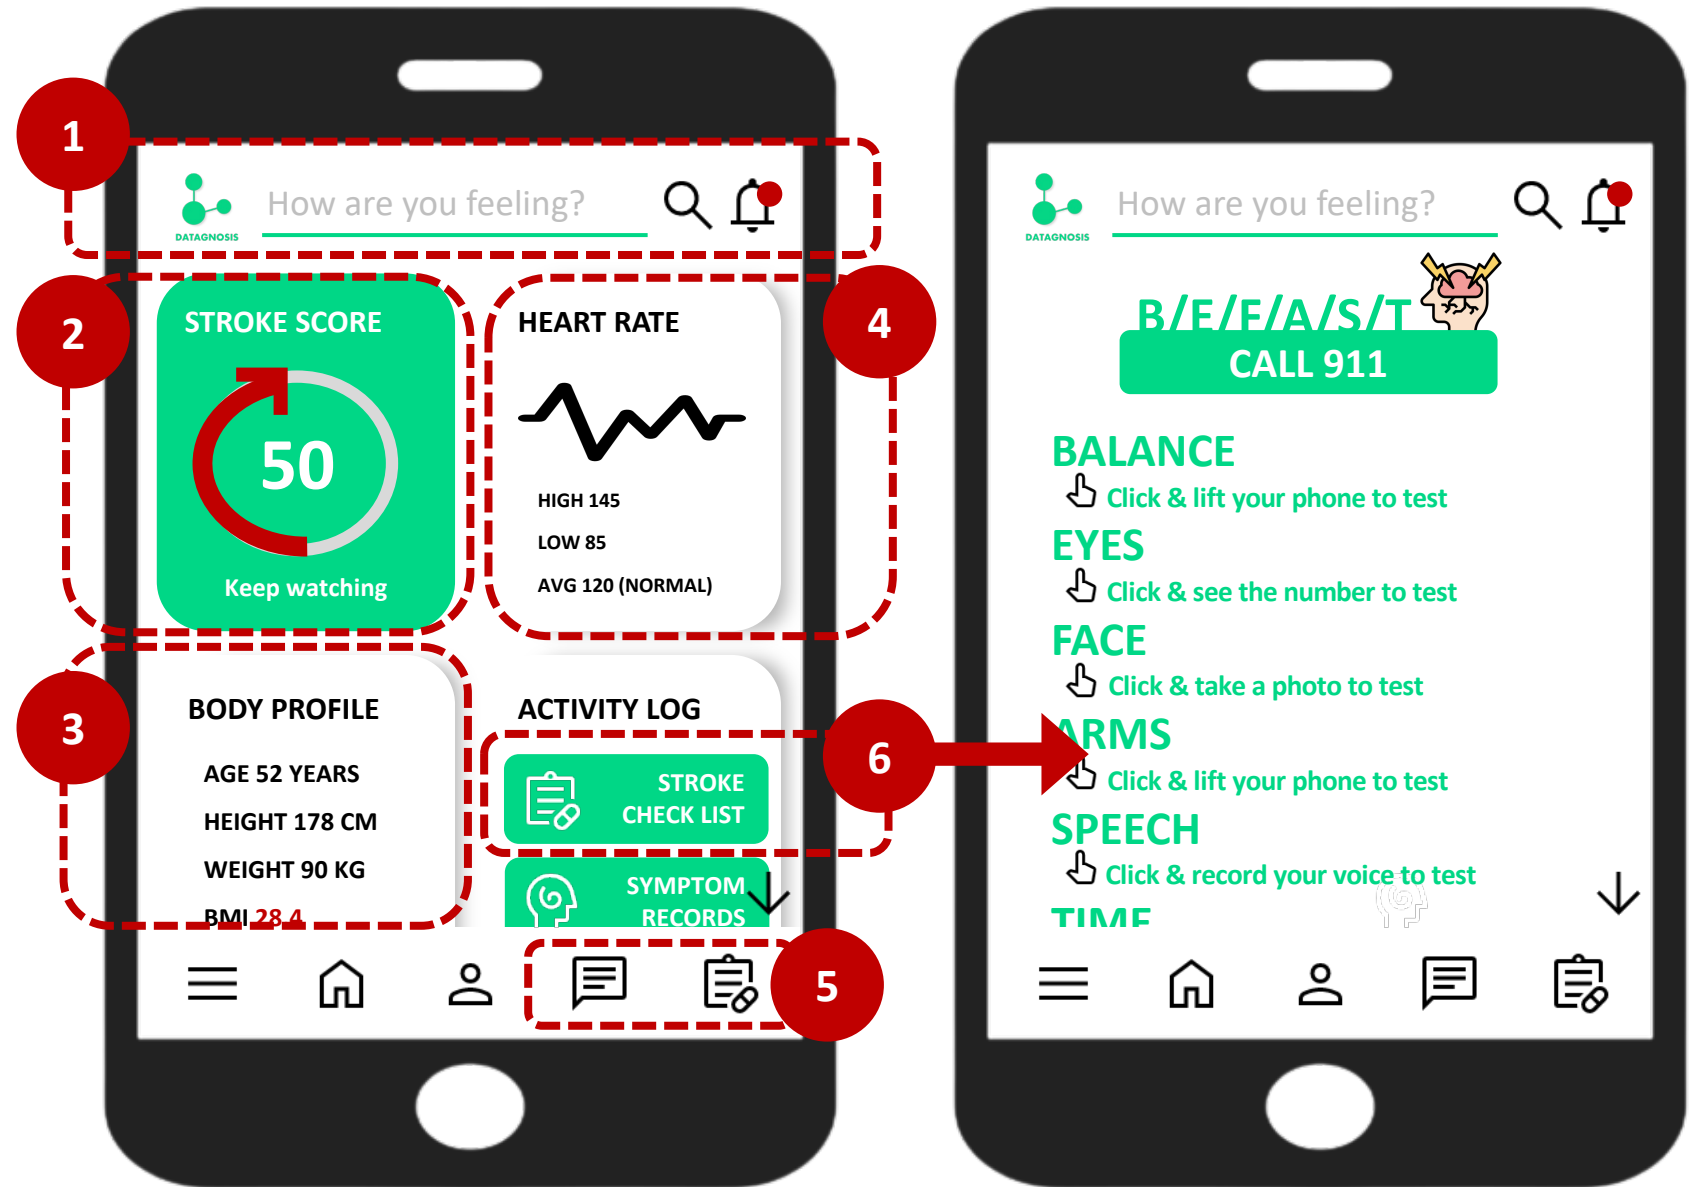 1
How are you feeling?
DATAGNOSIS
2
STROKE SCORE
50
Keep watching
4
HEART RATE
HIGH 145
LOW 85
AVG 120 (NORMAL)
3
BODY PROFILE
AGE 52 YEARS
HEIGHT 178 CM
WEIGHT 90 KG
BMI 28.4
ACTIVITY LOG
6
STROKE
CHECK LIST
SYMPTOM
RECORDS
5
How are you feeling?
DATAGNOSIS
B/E/F/A/S/T
CALL 911
BALANCE
Click & lift your phone to test
EYES
Click & see the number to test
FACE
Click & take a photo to test
ARMS
Click & lift your phone to test
SPEECH
Click & record your voice to test
TIME